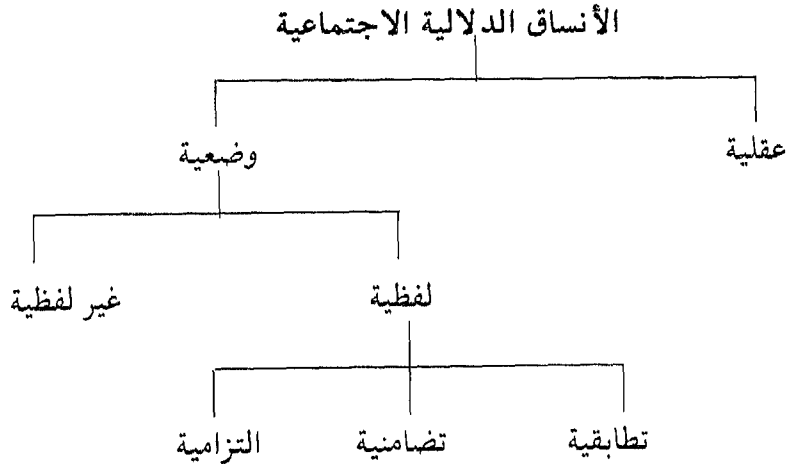 الأنساق الدلالية الاجتماعية
عقلية
وضعية
لفظية
غير لفظية
تطابقية
تضامنية
التزامية